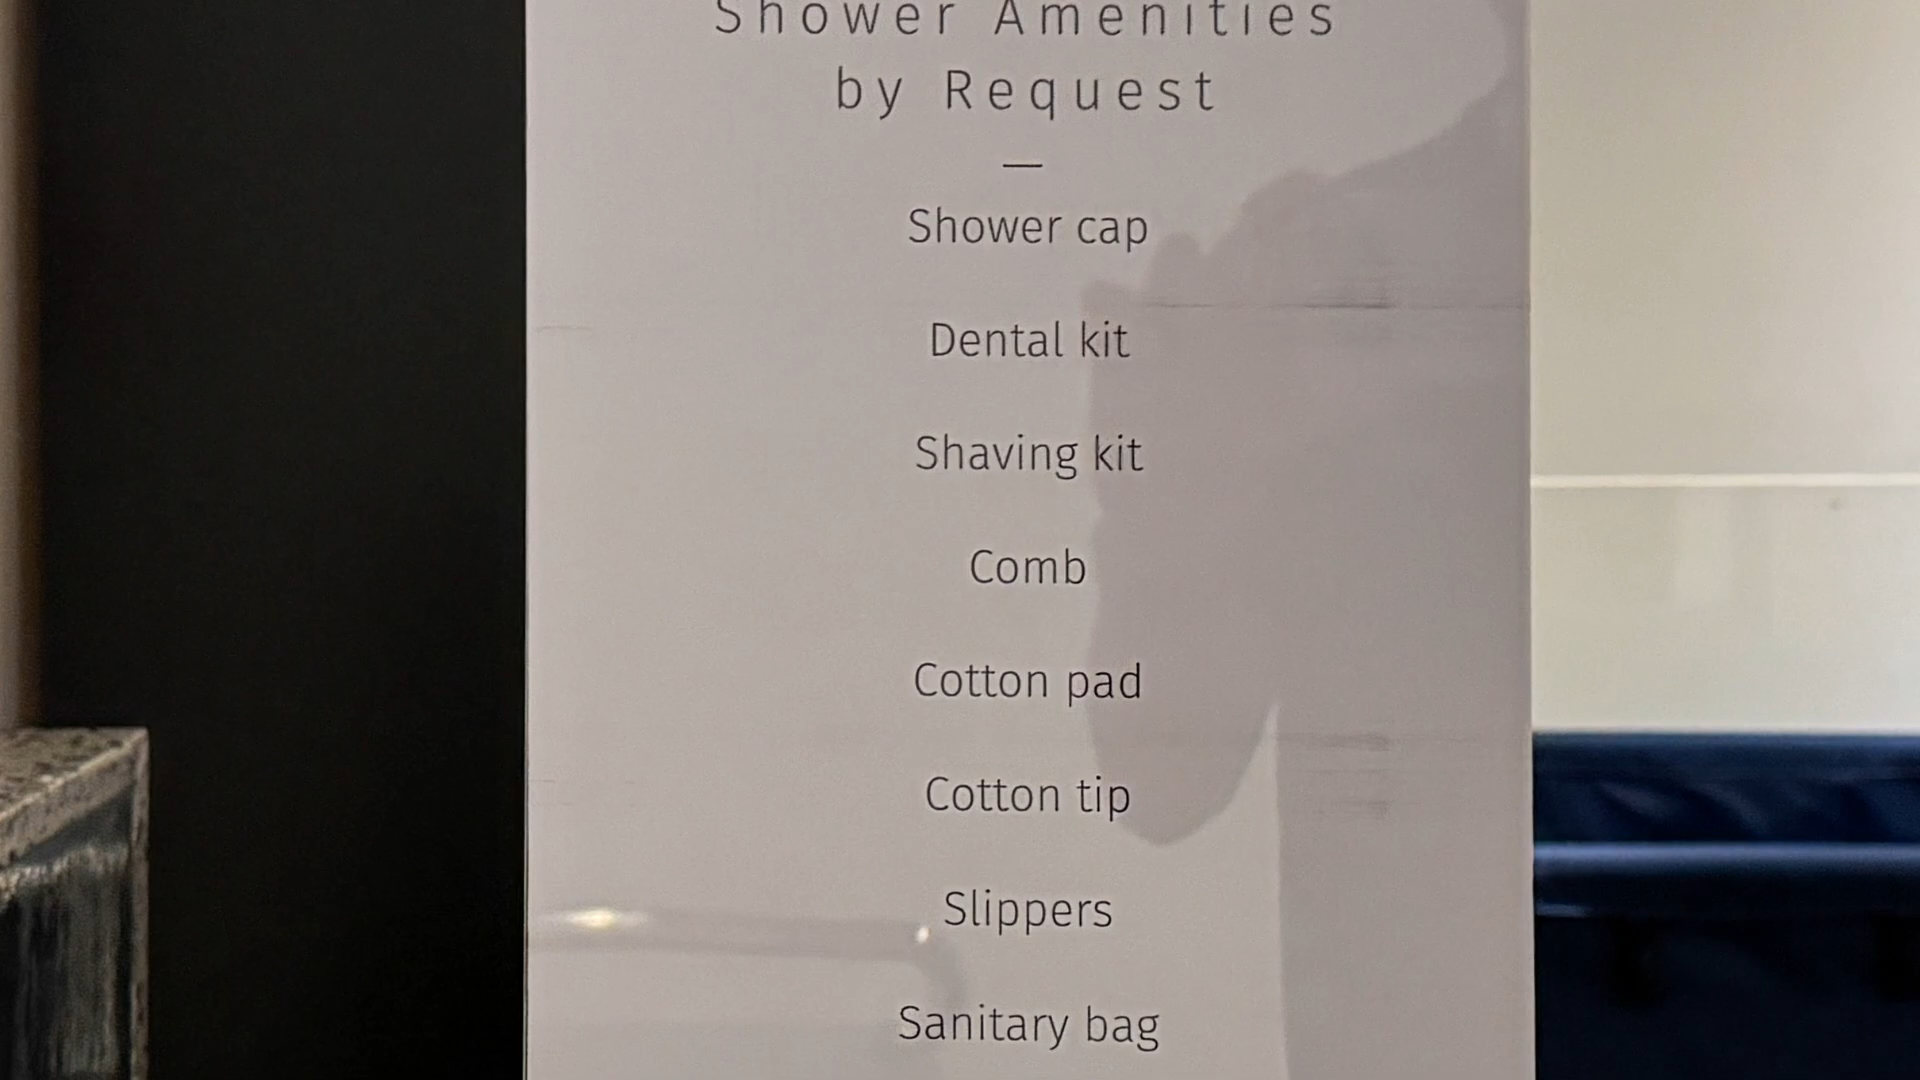 Shower Amenities
by Request
—
Shower cap
Dental kit
Shaving kit
Comb
Cotton pad
Cotton tip
Slippers
Sanitary bag